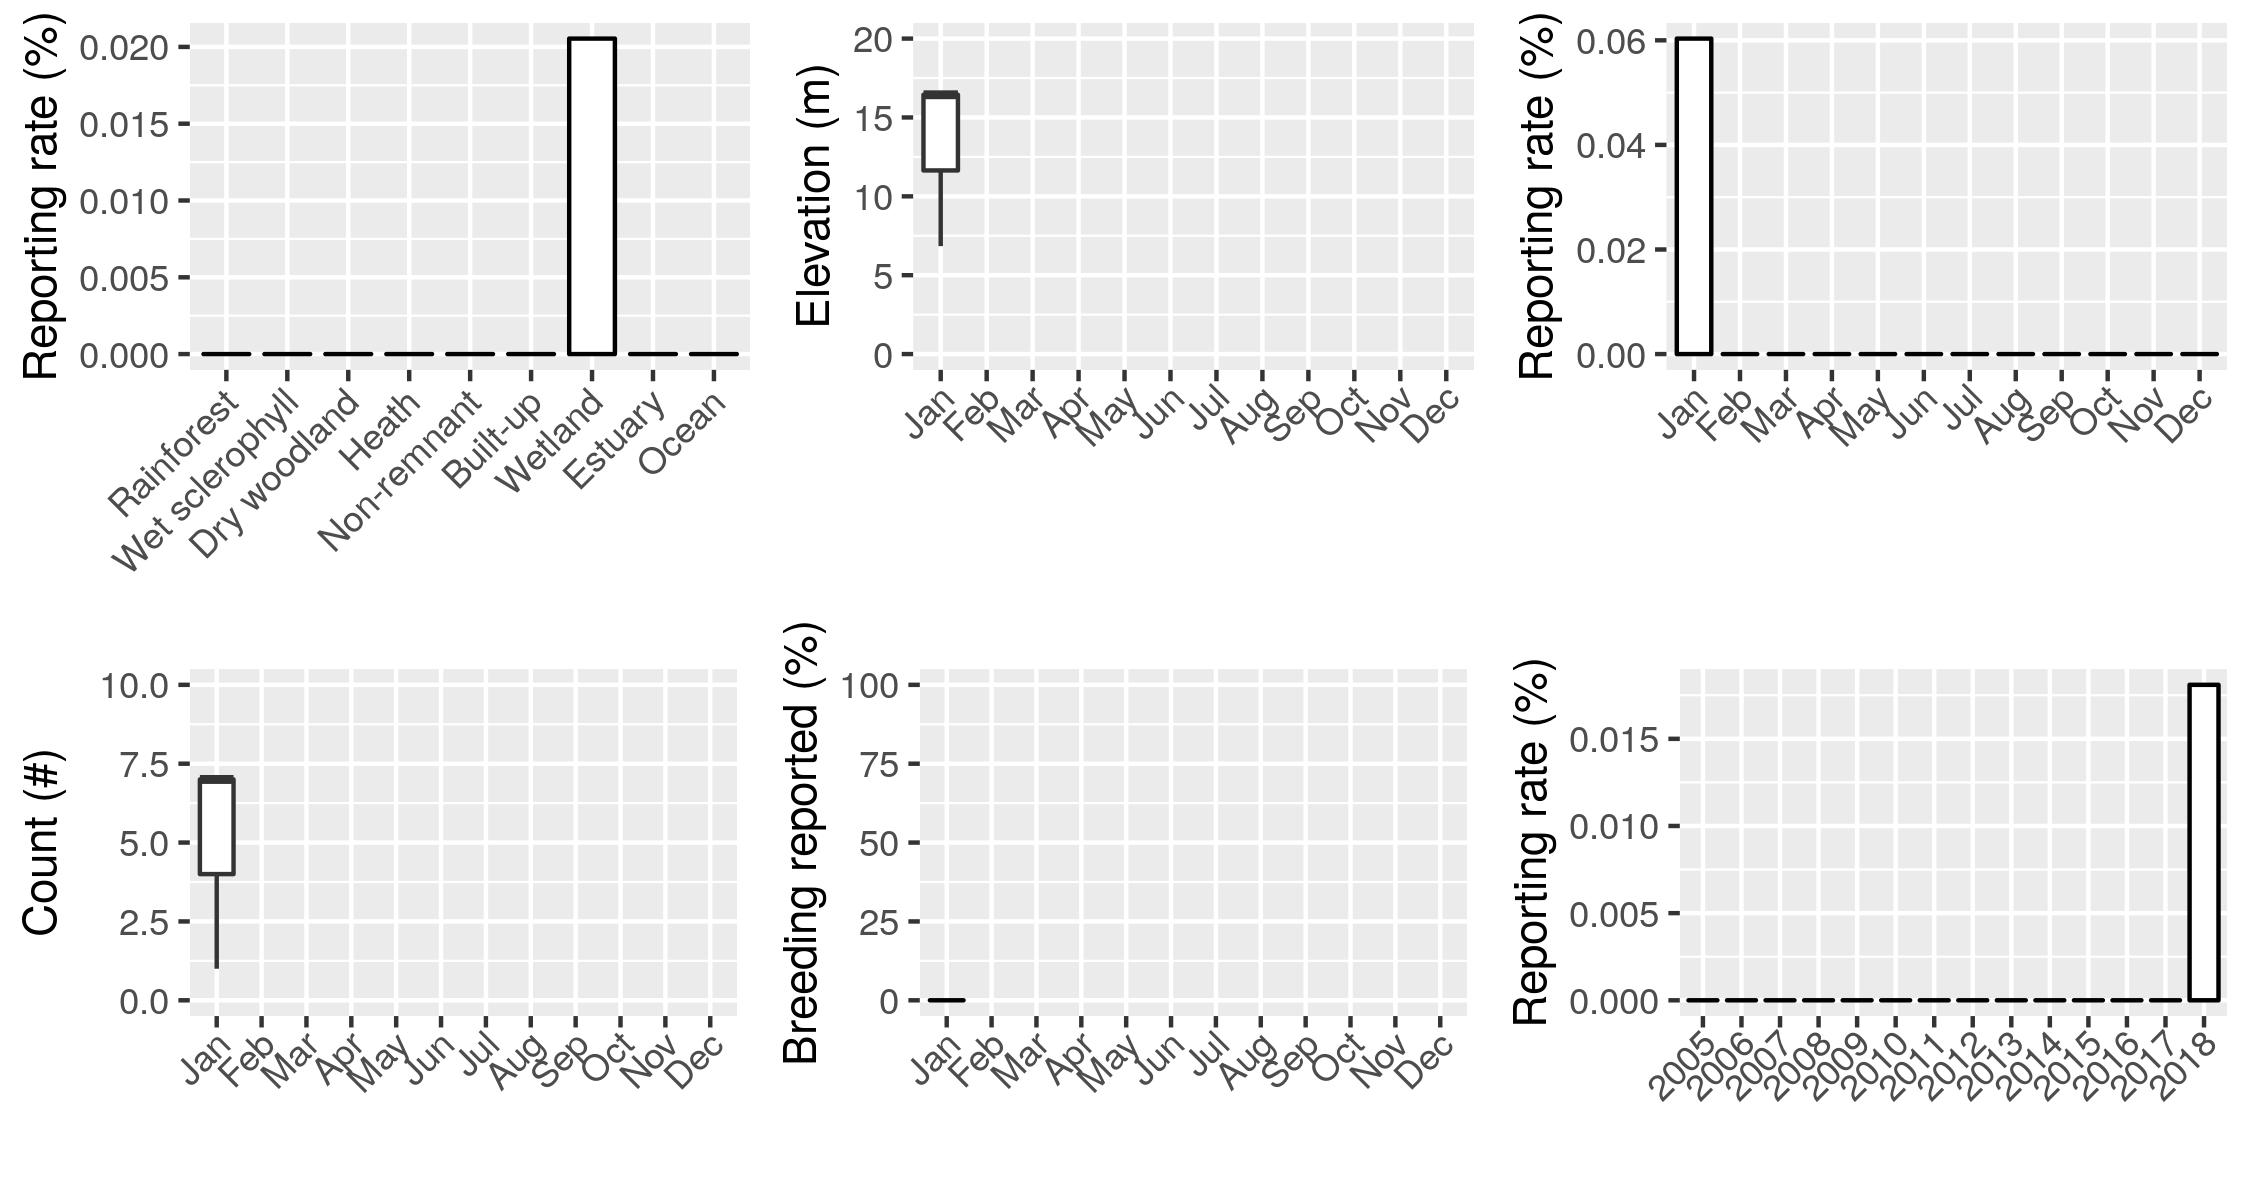 Reporting rate (%)
0.020
0.015
0.010
0.005
0.000
Rainforest
Wet sclerophyll
Dry woodland
Heath
Non-remnant
Built-up
Wetland
Estuary
Ocean
Elevation (m)
20
15
10
5
0
Jan
Feb
Mar
Apr
May
Jun
Jul
Aug
Sep
Oct
Nov
Dec
Reporting rate (%)
0.06
0.04
0.02
0.00
Jan
Feb
Mar
Apr
May
Jun
Jul
Aug
Sep
Oct
Nov
Dec
Count (#)
10.0
7.5
5.0
2.5
0.0
Jan
Feb
Mar
Apr
May
Jun
Jul
Aug
Sep
Oct
Nov
Dec
Breeding reported (%)
100
75
50
25
0
Jan
Feb
Mar
Apr
May
Jun
Jul
Aug
Sep
Oct
Nov
Dec
Reporting rate (%)
0.015
0.010
0.005
0.000
2005
2006
2007
2008
2009
2010
2011
2012
2013
2014
2015
2016
2017
2018